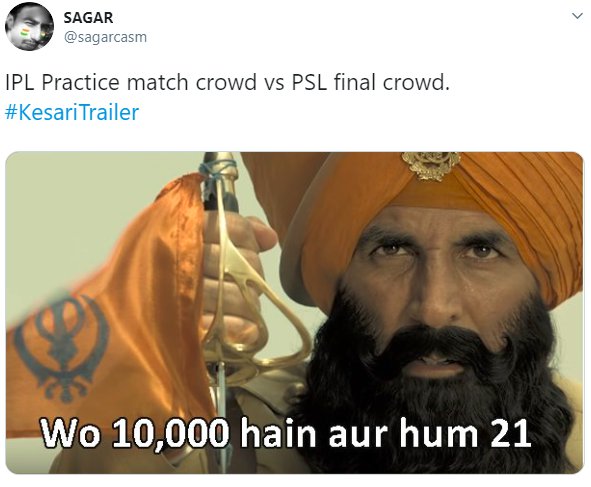 SAGAR
@sagarcasm
IPL Practice match crowd vs PSL final crowd.
#KesariTrailer
Wo 10,000 hain aur hum 21